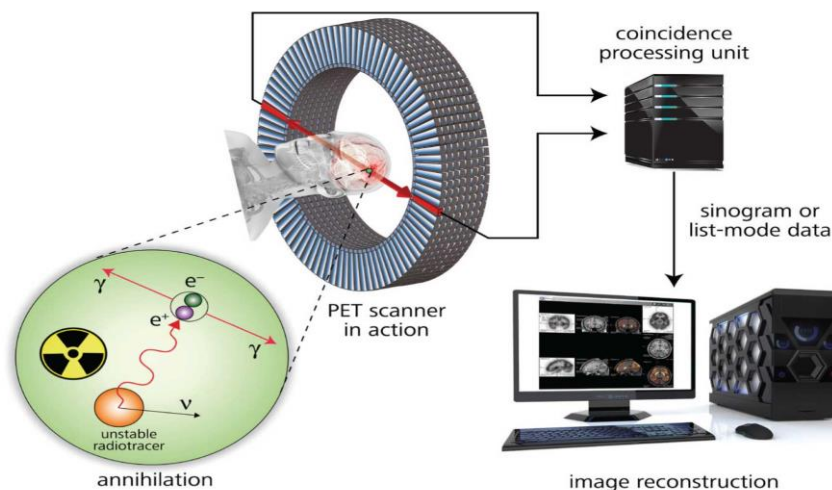 coincidence
processing unit
sinogram or
list-mode data
PET scanner
in action
γ
e⁻
e⁺
γ
ν
unstable
radiotracer
annihilation
image reconstruction